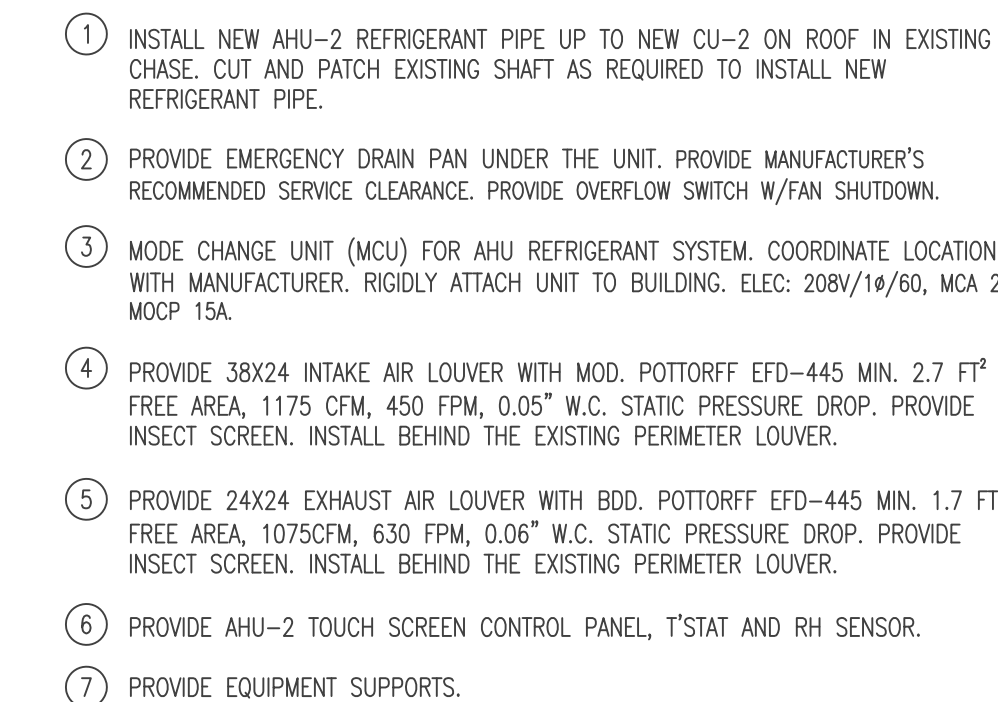 1 INSTALL NEW AHU-2 REFRIGERANT PIPE UP TO NEW CU-2 ON ROOF IN EXISTING
CHASE. CUT AND PATCH EXISTING SHAFT AS REQUIRED TO INSTALL NEW
REFRIGERANT PIPE.
2 PROVIDE EMERGENCY DRAIN PAN UNDER THE UNIT. PROVIDE MANUFACTURER'S
RECOMMENDED SERVICE CLEARANCE. PROVIDE OVERFLOW SWITCH W/FAN SHUTDOWN.
3 MODE CHANGE UNIT (MCU) FOR AHU REFRIGERANT SYSTEM. COORDINATE LOCATION
WITH MANUFACTURER. RIGIDLY ATTACH UNIT TO BUILDING. ELEC: 208V/1ø/60, MCA
MOCP 15A.
4 PROVIDE 38X24 INTAKE AIR LOUVER WITH MOD. POTTORFF EFD-445 MIN. 2.7 FT²
FREE AREA, 1175 CFM, 450 FPM, 0.05" W.C. STATIC PRESSURE DROP. PROVIDE
INSECT SCREEN. INSTALL BEHIND THE EXISTING PERIMETER LOUVER.
5 PROVIDE 24X24 EXHAUST AIR LOUVER WITH BDD. POTTORFF EFD-445 MIN. 1.7 FT
FREE AREA, 1075CFM, 630 FPM, 0.06" W.C. STATIC PRESSURE DROP. PROVIDE
INSECT SCREEN. INSTALL BEHIND THE EXISTING PERIMETER LOUVER.
6 PROVIDE AHU-2 TOUCH SCREEN CONTROL PANEL, T'STAT AND RH SENSOR.
7 PROVIDE EQUIPMENT SUPPORTS.